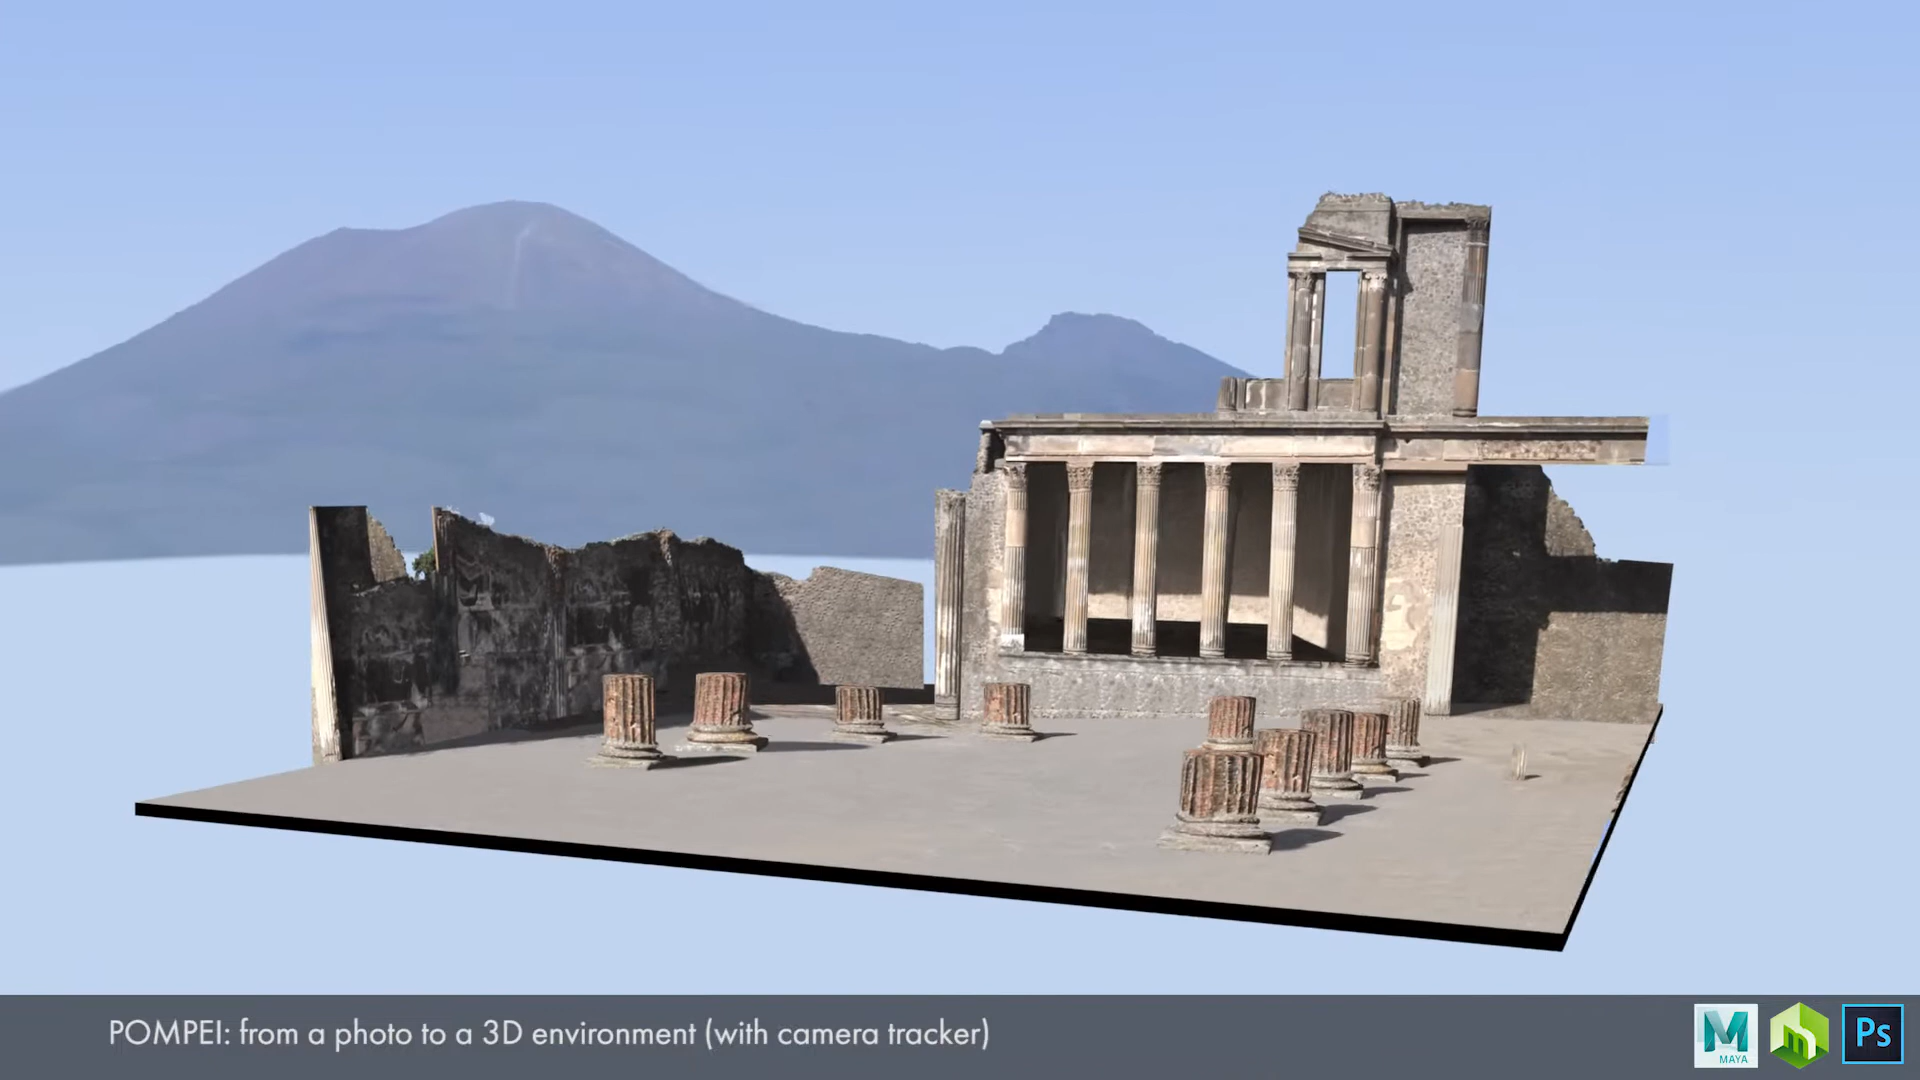 POMPEI: from a photo to a 3D environment (with camera tracker)
MAYA
Ps